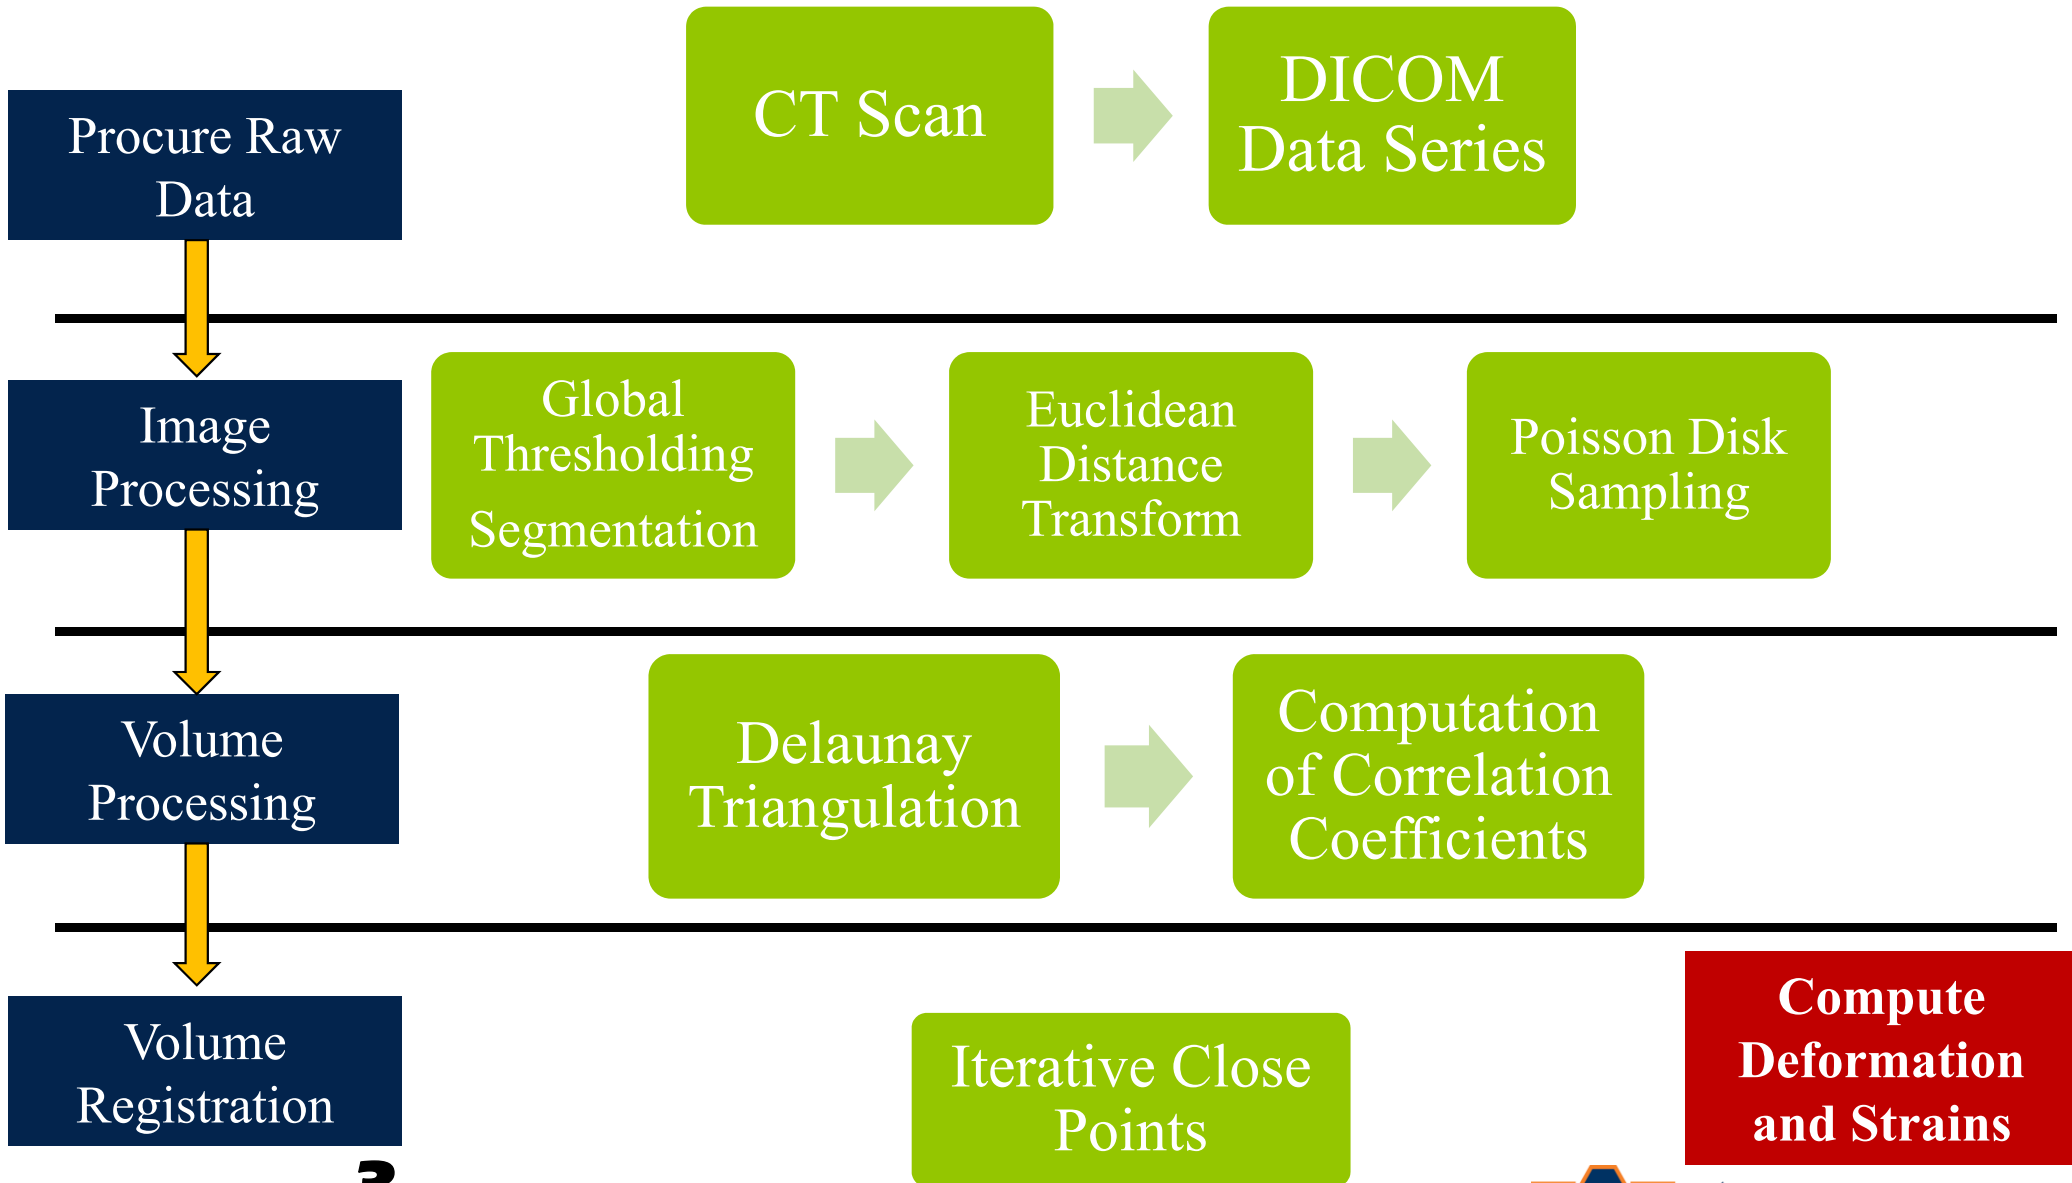 Procure Raw
Data
CT Scan
DICOM
Data Series
Image
Processing
Global
Thresholding
Segmentation
Euclidean
Distance
Transform
Poisson Disk
Sampling
Volume
Processing
Delaunay
Triangulation
Computation
of Correlation
Coefficients
Volume
Registration
Iterative Close
Points
Compute
Deformation
and Strains